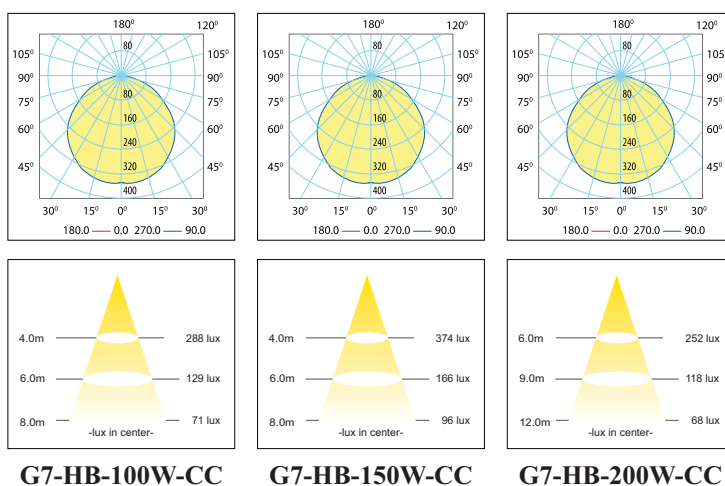 180⁰ 120⁰
80
105⁰ 105⁰
90⁰ 90⁰
80
75⁰ 75⁰
160
60⁰ 60⁰
240
45⁰ 320 45⁰
400
30⁰ 15⁰ 0⁰ 15⁰ 30⁰
180.0 0.0 270.0 90.0
180⁰ 120⁰
80
105⁰ 105⁰
90⁰ 90⁰
80
75⁰ 75⁰
160
60⁰ 60⁰
240
45⁰ 320 45⁰
400
30⁰ 15⁰ 0⁰ 15⁰ 30⁰
180.0 0.0 270.0 90.0
180⁰ 120⁰
80
105⁰ 105⁰
90⁰ 90⁰
80
75⁰ 75⁰
160
60⁰ 60⁰
240
45⁰ 320 45⁰
400
30⁰ 15⁰ 0⁰ 15⁰ 30⁰
180.0 0.0 270.0 90.0
4.0m 288 lux
6.0m 129 lux
8.0m 71 lux
-lux in center-
G7-HB-100W-CC
4.0m 374 lux
6.0m 166 lux
8.0m 96 lux
-lux in center-
G7-HB-150W-CC
6.0m 252 lux
9.0m 118 lux
12.0m 68 lux
-lux in center-
G7-HB-200W-CC